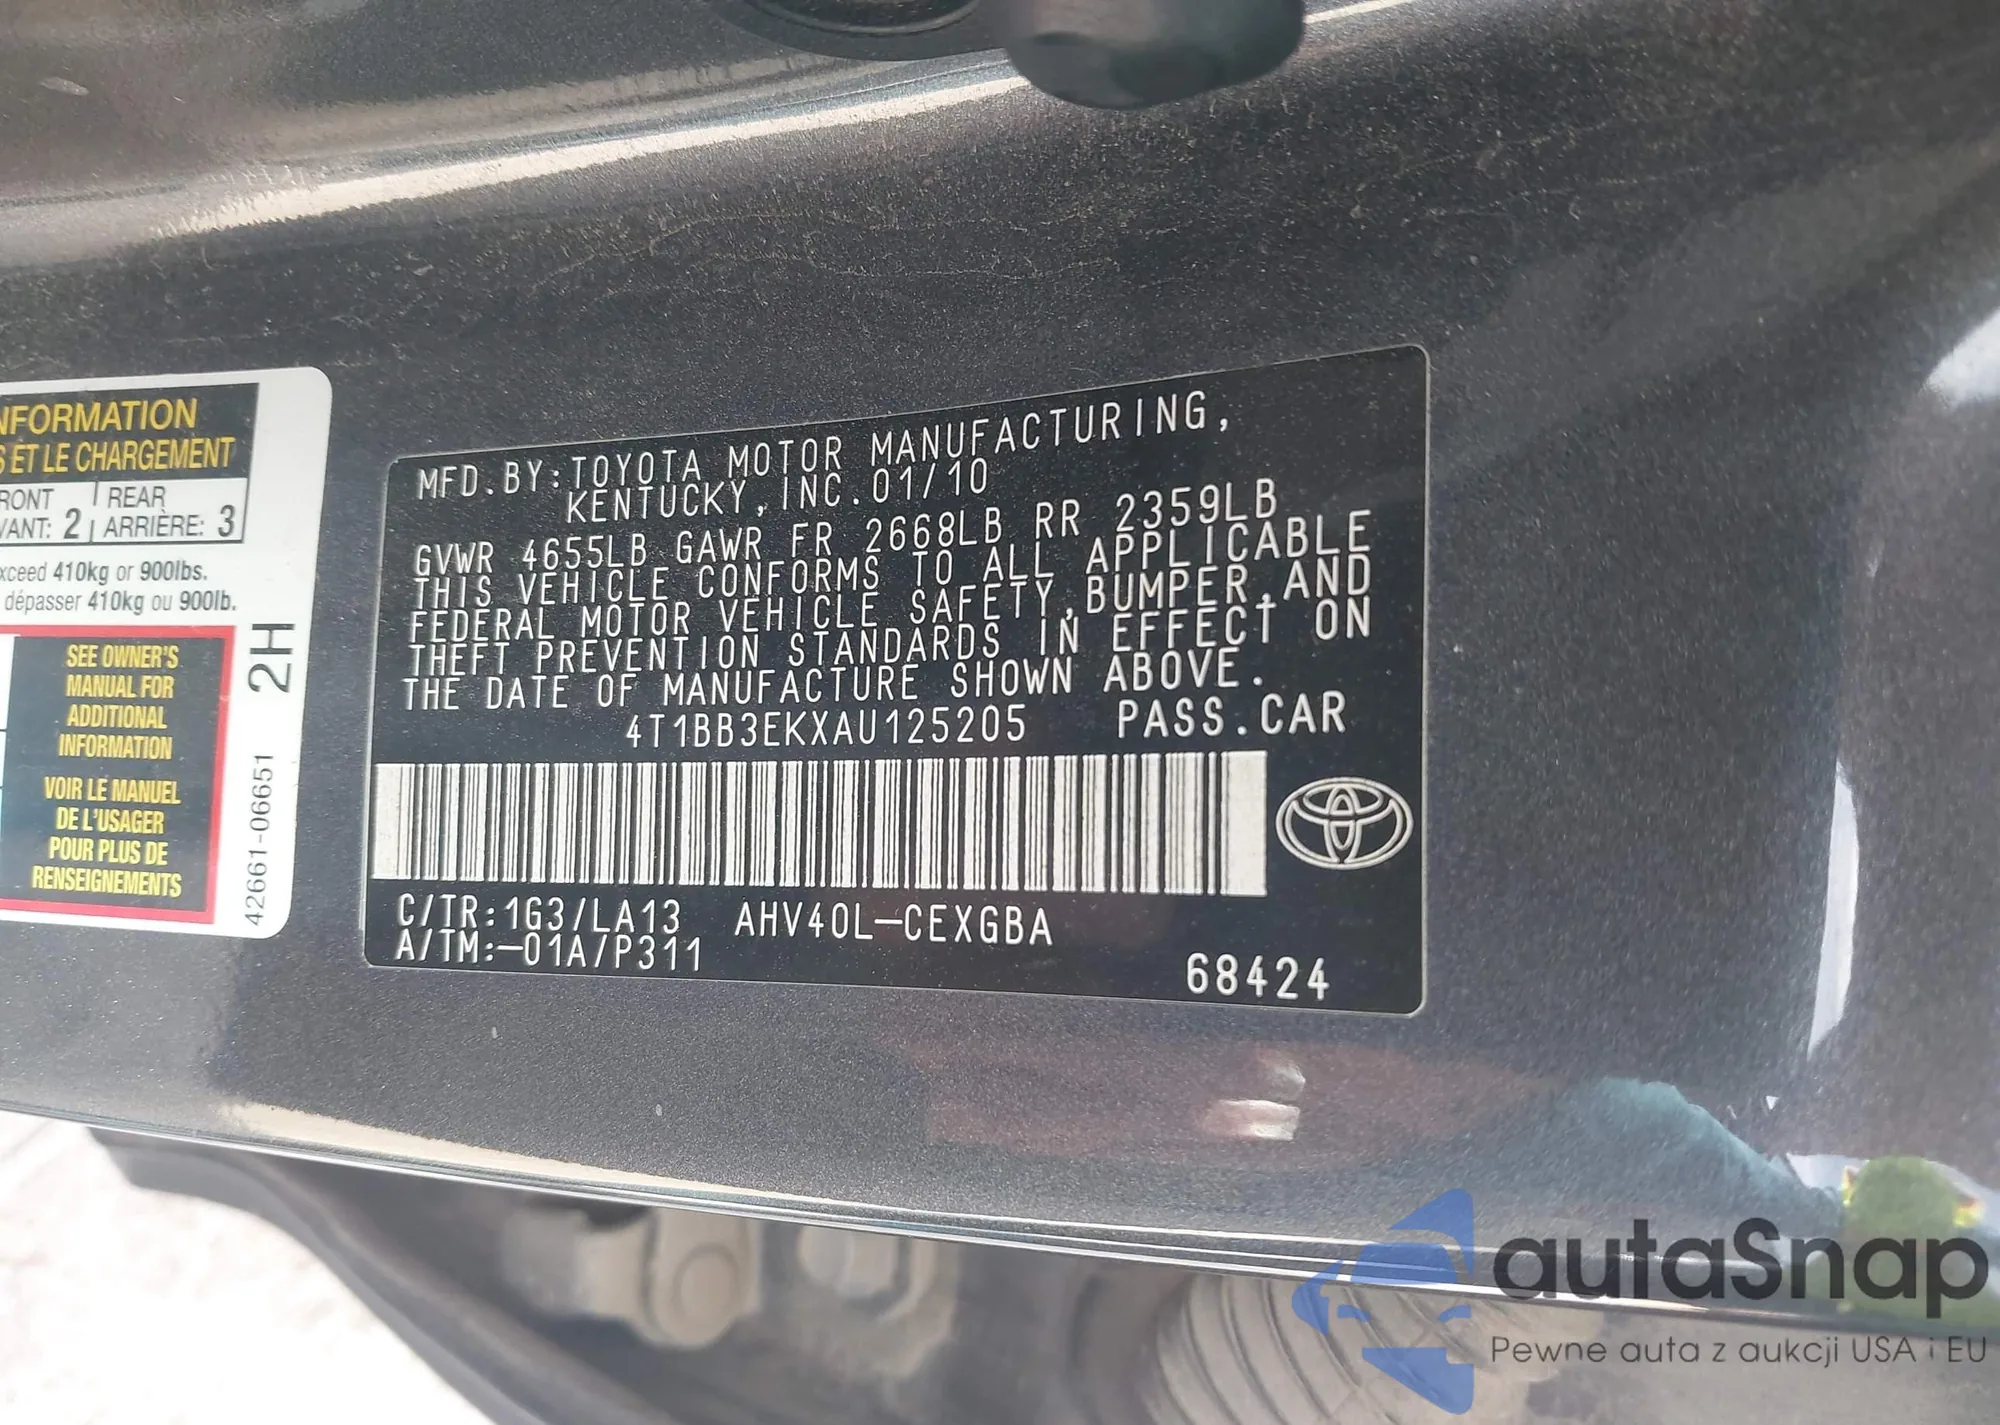 NFORMATION
S ET LE CHARGEMENT
RONT | REAR
VANT: 2 | ARRIÈRE: 3
xceed 410kg or 900lbs.
dépasser 410kg ou 900lb.
SEE OWNER'S
MANUAL FOR
ADDITIONAL
INFORMATION
VOIR LE MANUEL
DE L'USAGER
POUR PLUS DE
RENSEIGNEMENTS
42661-06651 2H
MFD.BY:TOYOTA MOTOR MANUFACTURING,
KENTUCKY,INC.01/10
GVWR 4655LB GAWR FR 2668LB RR 2359LB
THIS VEHICLE CONFORMS TO ALL APPLICABLE
FEDERAL MOTOR VEHICLE SAFETY,BUMPER,AND
THEFT PREVENTION STANDARDS IN EFFECT ON
THE DATE OF MANUFACTURE SHOWN ABOVE.
4T1BB3EKXAU125205 PASS.CAR
C/TR:1G3/LA13 AHV40L-CEXGBA
A/TM:-01A/P311
68424
autaSnap
Pewne auta z aukcji USA i EU